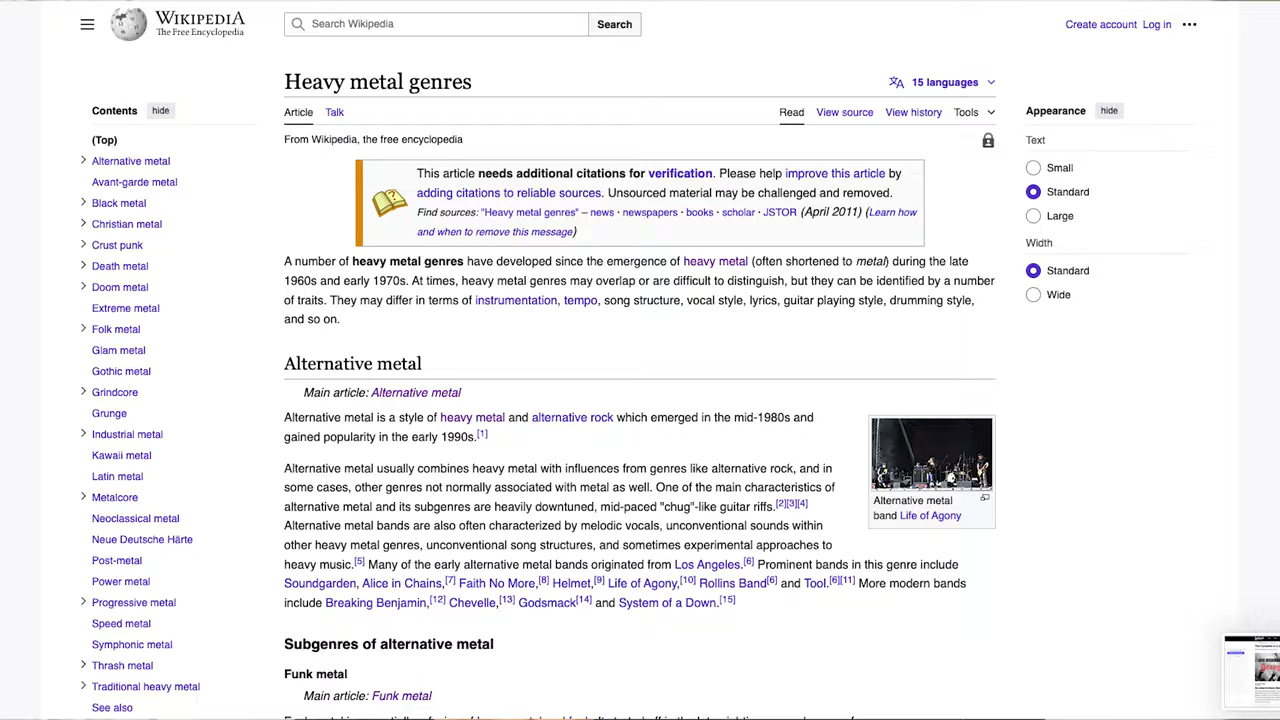 WIKIPEDIA
The Free Encyclopedia
Search Wikipedia
Search
Create account Log in
Heavy metal genres
15 languages
Contents hide
Article Talk
Read View source View history Tools
Appearance hide
From Wikipedia, the free encyclopedia
(Top)
Alternative metal
Avant-garde metal
Black metal
Christian metal
Crust punk
Death metal
Doom metal
Extreme metal
Folk metal
Glam metal
Gothic metal
Grindcore
Grunge
Industrial metal
Kawaii metal
Latin metal
Metalcore
Neoclassical metal
Neue Deutsche Härte
Post-metal
Power metal
Progressive metal
Speed metal
Symphonic metal
Thrash metal
Traditional heavy metal
See also
This article needs additional citations for verification. Please help improve this article by
adding citations to reliable sources. Unsourced material may be challenged and removed.
Find sources: "Heavy metal genres" – news · newspapers · books · scholar · JSTOR (April 2011) (Learn how
and when to remove this message)
A number of heavy metal genres have developed since the emergence of heavy metal (often shortened to metal) during the late
1960s and early 1970s. At times, heavy metal genres may overlap or are difficult to distinguish, but they can be identified by a number
of traits. They may differ in terms of instrumentation, tempo, song structure, vocal style, lyrics, guitar playing style, drumming style,
and so on.
Alternative metal
Main article: Alternative metal
Alternative metal is a style of heavy metal and alternative rock which emerged in the mid-1980s and
gained popularity in the early 1990s.[1]
Alternative metal usually combines heavy metal with influences from genres like alternative rock, and in
some cases, other genres not normally associated with metal as well. One of the main characteristics of
alternative metal and its subgenres are heavily downtuned, mid-paced "chug"-like guitar riffs.[2][3][4]
Alternative metal bands are also often characterized by melodic vocals, unconventional sounds within
other heavy metal genres, unconventional song structures, and sometimes experimental approaches to
heavy music.[5] Many of the early alternative metal bands originated from Los Angeles.[6] Prominent bands in this genre include
Soundgarden, Alice in Chains,[7] Faith No More,[8] Helmet,[9] Life of Agony,[10] Rollins Band[6] and Tool.[6][11] More modern bands
include Breaking Benjamin,[12] Chevelle,[13] Godsmack[14] and System of a Down.[15]
Alternative metal
band Life of Agony
Subgenres of alternative metal
Funk metal
Main article: Funk metal
Text
Small
Standard
Large
Width
Standard
Wide